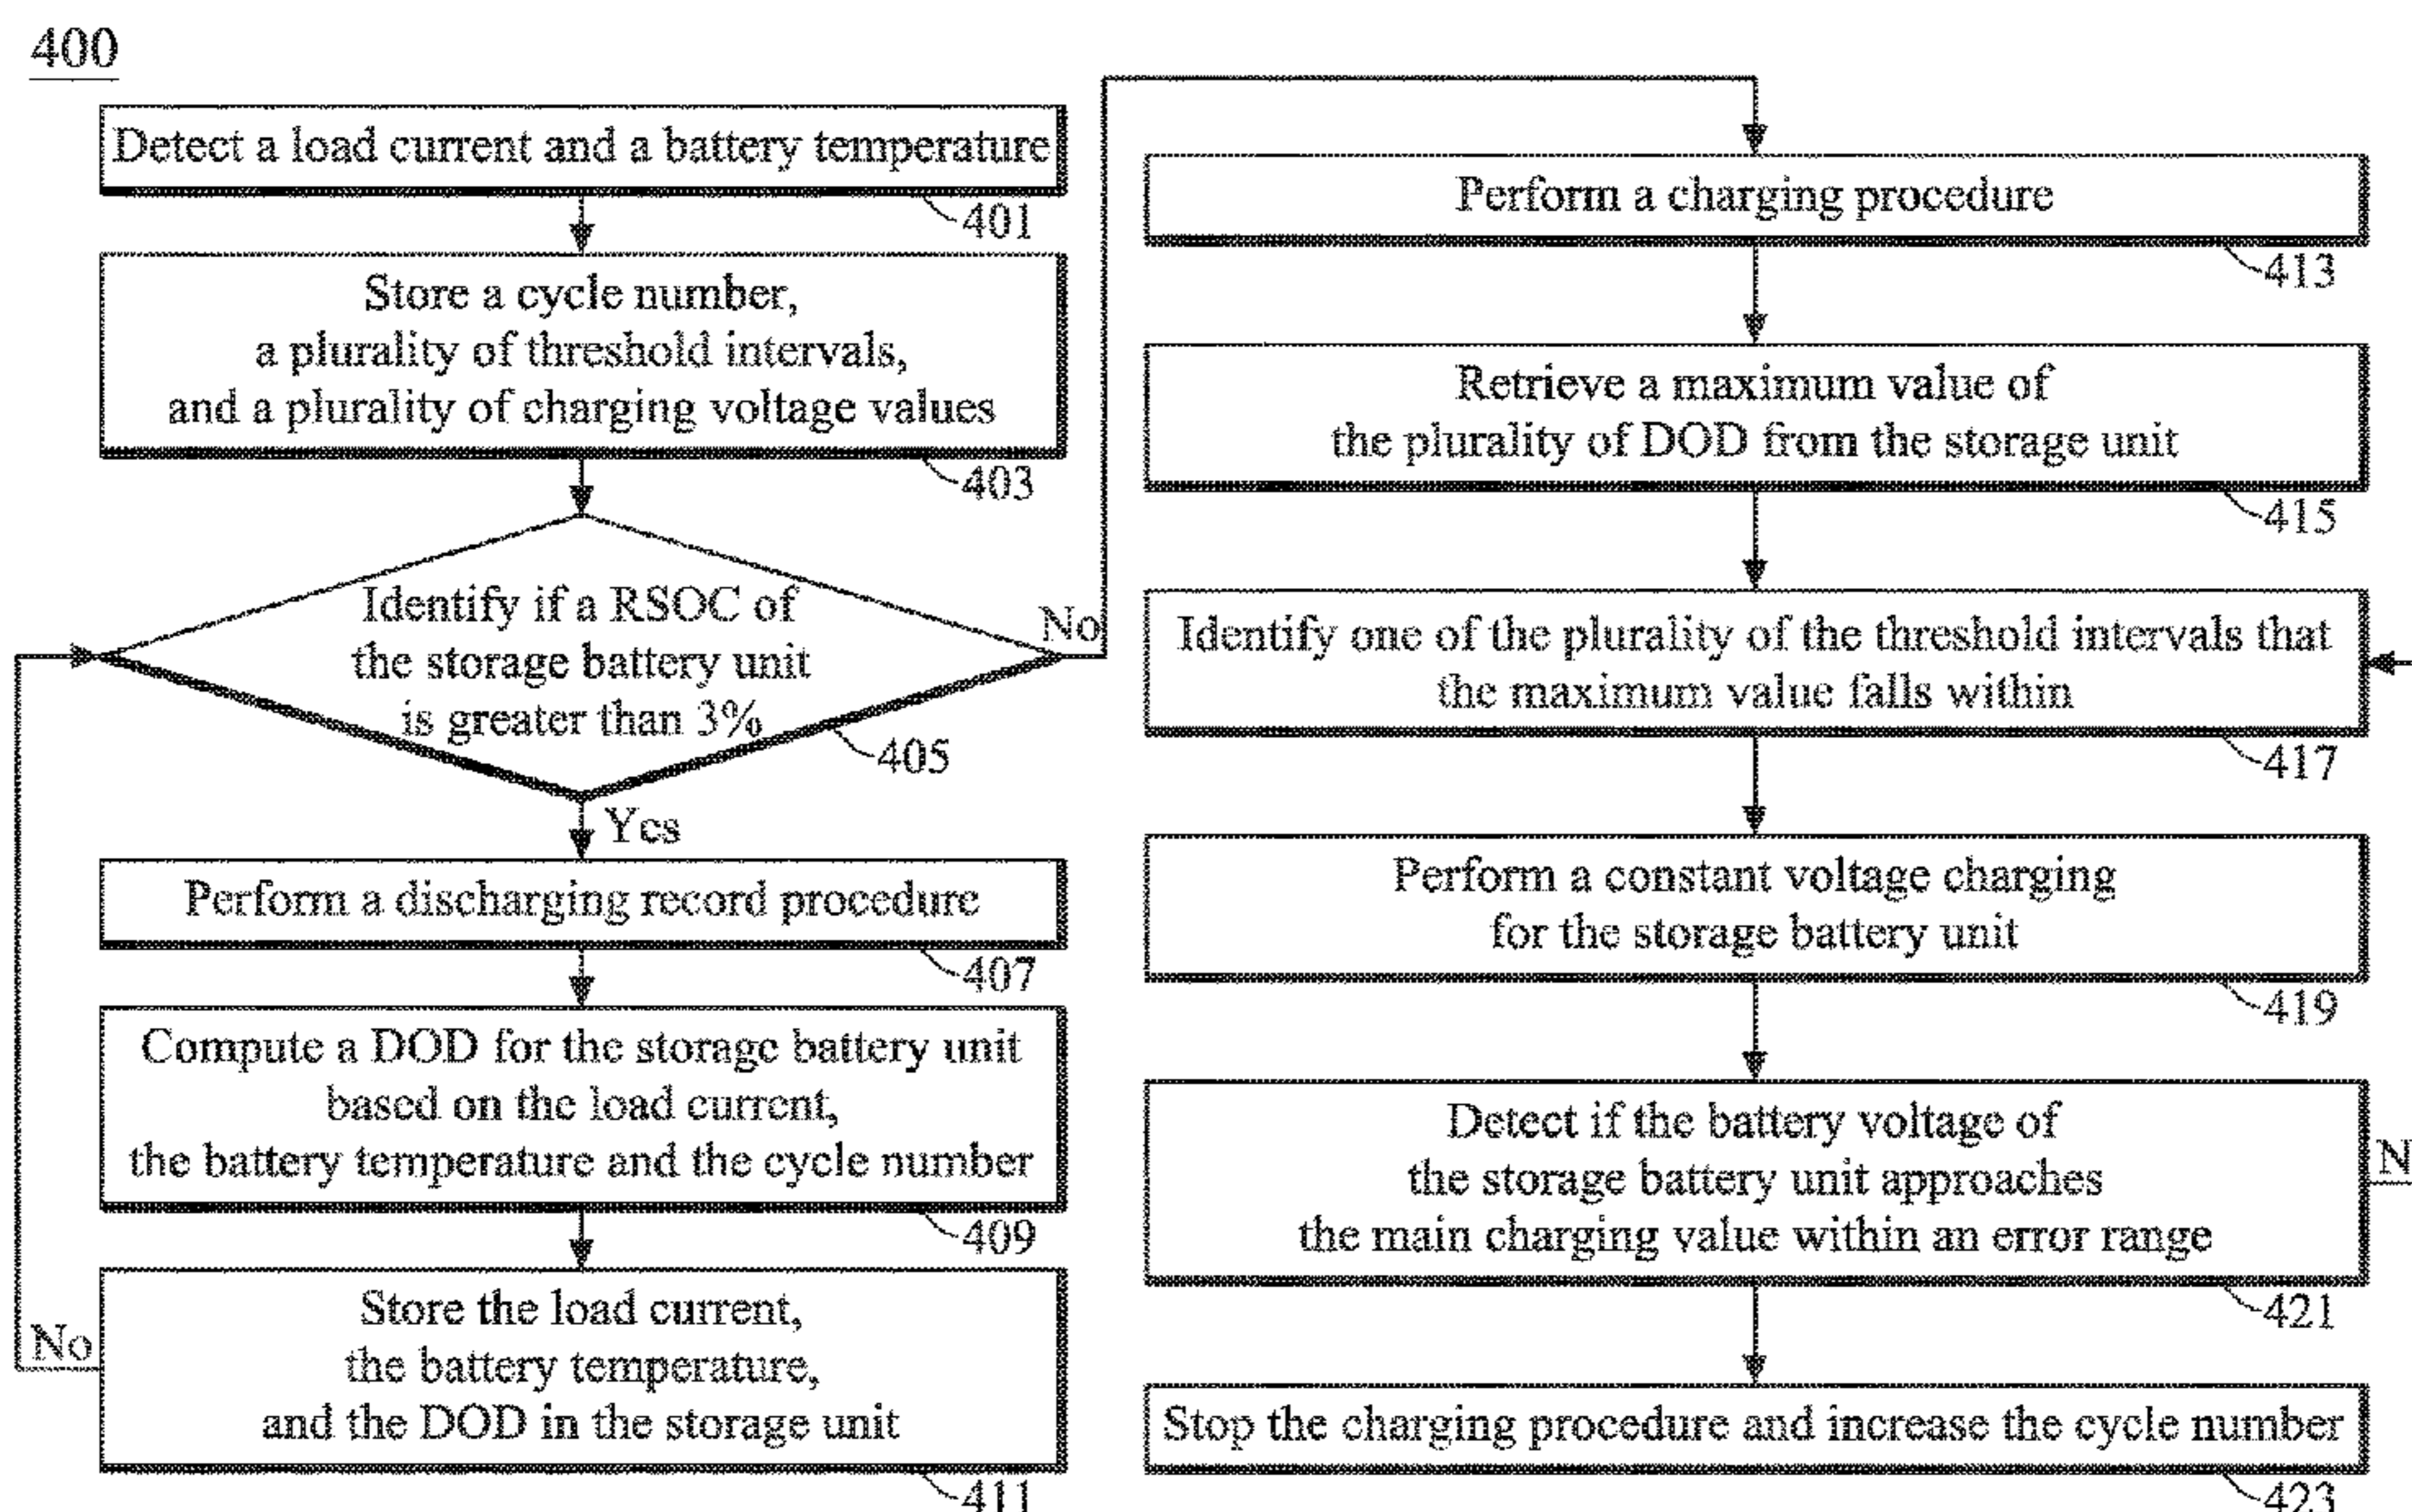 400
Detect a load current and a battery temperature
401
Store a cycle number,
a plurality of threshold intervals,
and a plurality of charging voltage values
403
Identify if a RSOC of
the storage battery unit
is greater than 3%
No
405
Yes
Perform a discharging record procedure
407
Compute a DOD for the storage battery unit
based on the load current,
the battery temperature and the cycle number
409
Store the load current,
the battery temperature,
and the DOD in the storage unit
No
411
Perform a charging procedure
413
Retrieve a maximum value of
the plurality of DOD from the storage unit
415
Identify one of the plurality of the threshold intervals that
the maximum value falls within
417
Perform a constant voltage charging
for the storage battery unit
419
Detect if the battery voltage of
the storage battery unit approaches
the main charging value within an error range
N
421
Stop the charging procedure and increase the cycle number
423